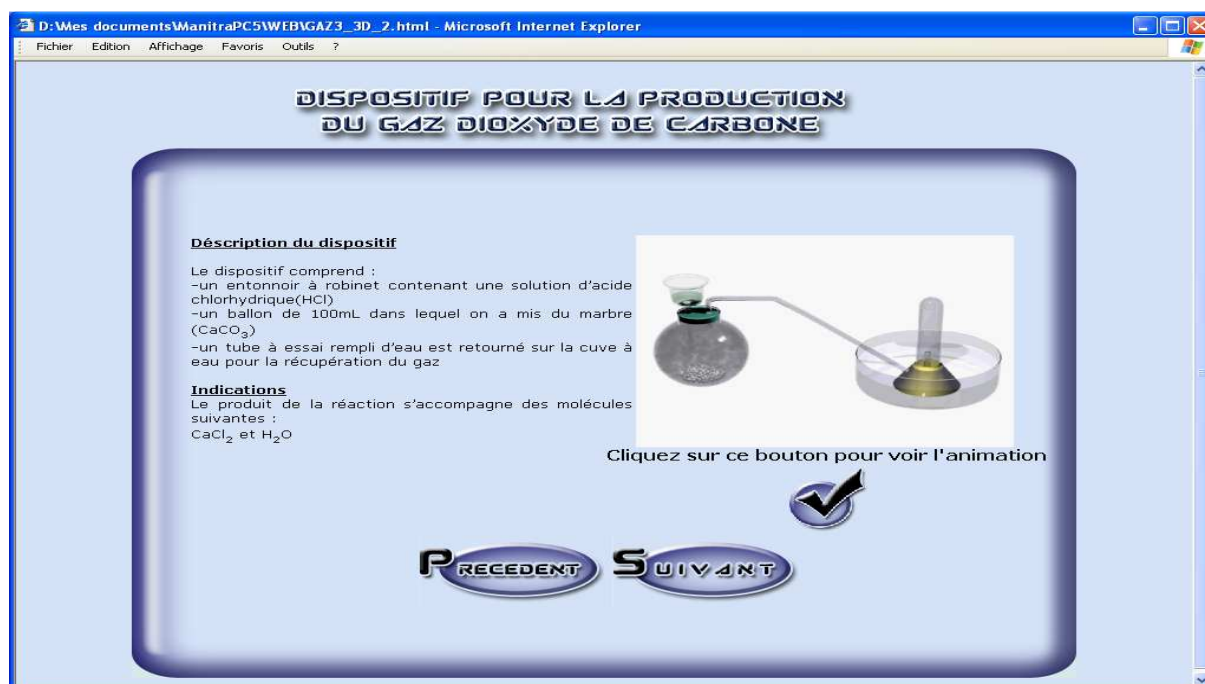 D:\Mes documents\ManitraPC5\WEB\GAZ3_3D_2.html - Microsoft Internet Explorer
Fichier Edition Affichage Favoris Outils ?
DISPOSITIF POUR LA PRODUCTION
DU GAZ DIOXYDE DE CARBONE
Déscription du dispositif
Le dispositif comprend :
-un entonnoir à robinet contenant une solution d'acide
chlorhydrique(HCl)
-un ballon de 100mL dans lequel on a mis du marbre
(CaCO₃)
-un tube à essai rempli d'eau est retourné sur la cuve à
eau pour la récupération du gaz
Indications
Le produit de la réaction s'accompagne des molécules
suivantes :
CaCl₂ et H₂O
Cliquez sur ce bouton pour voir l'animation
PRECEDENT SUIVANT